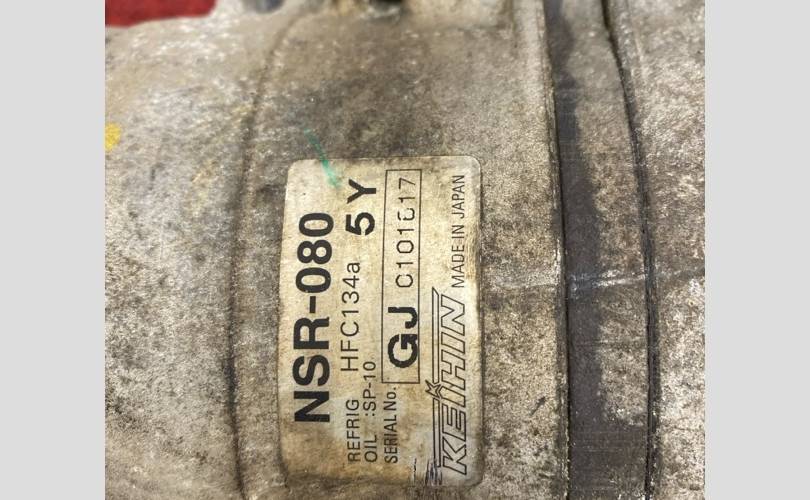 NSR-080
REFRIG HFC134a 5Y
OIL :SP-10
SERIAL No. GJ
KEIHIN MADE IN JAPAN